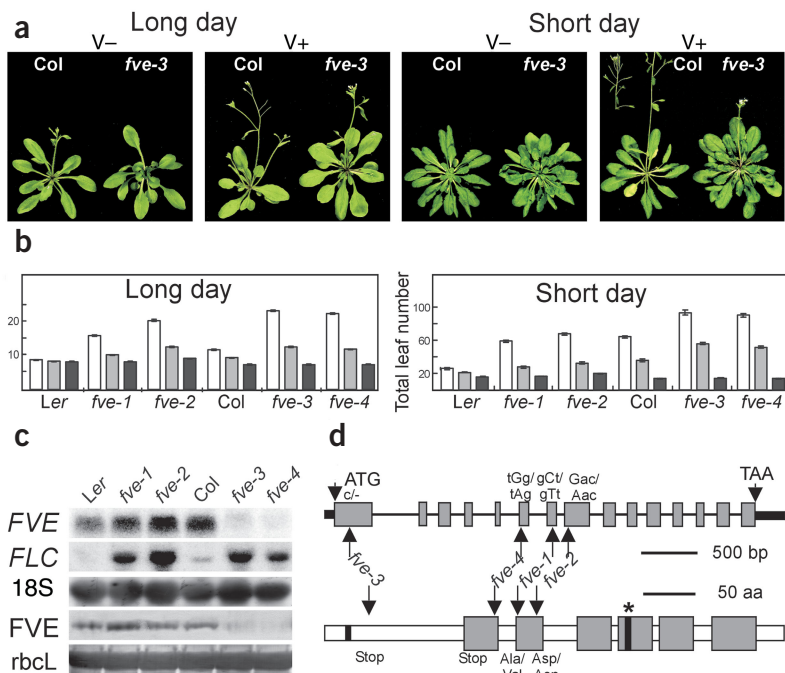 a
Long day
Short day
V– V+ V– V+
Col fve-3 Col fve-3 Col fve-3 Col fve-3
b
Long day
20
10
Ler fve-1 fve-2 Col fve-3 fve-4
Short day
Total leaf number
100
60
20
Ler fve-1 fve-2 Col fve-3 fve-4
c
Ler fve-1 fve-2 Col fve-3 fve-4
FVE
FLC
18S
FVE
rbcL
d
ATG
c/-
tGg/
tAg
gCt/
gTt
Gac/
Aac
TAA
fve-3
fve-4
fve-1
fve-2
500 bp
50 aa
*
Stop
Stop
Ala/
Asp/